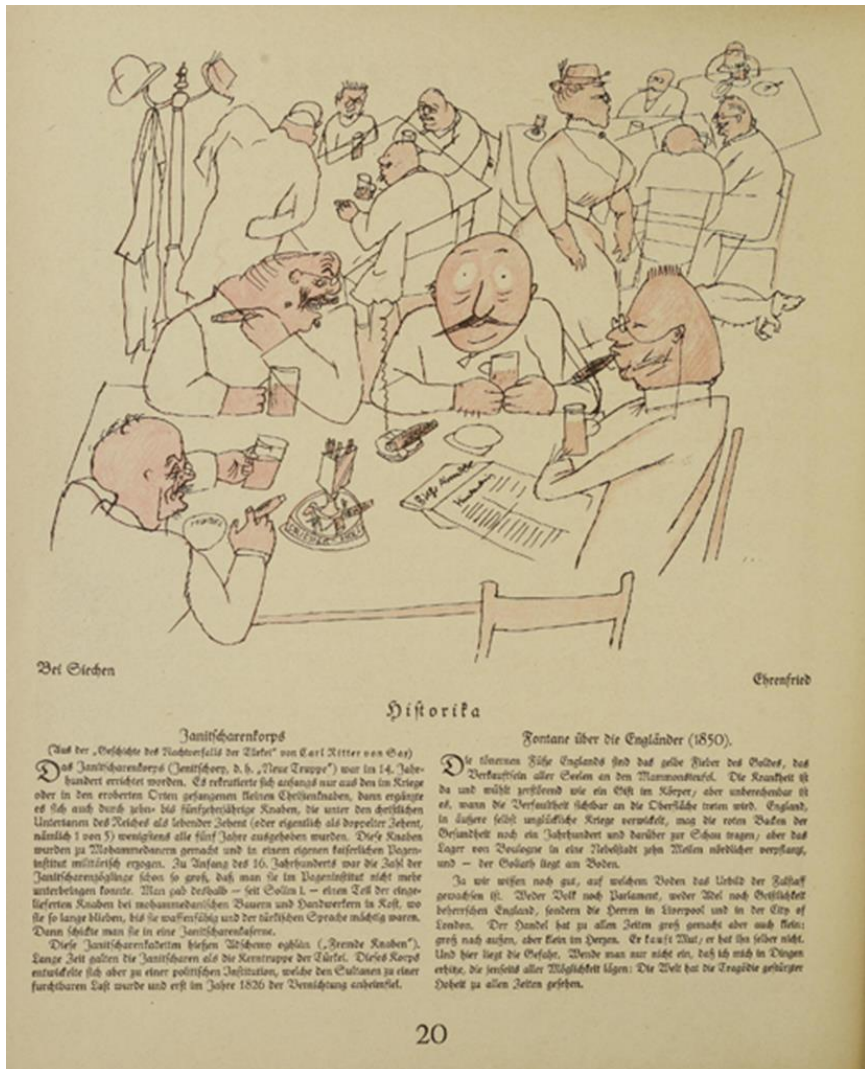 Bei Siechen
Ehrenfried
Historika
Janitscharenkorps
(Aus der „Geschichte des Machtverfalls der Türkei“ von Carl Ritter von Sax)
Das Janitscharenkorps (Jenitschory, d. h. „Neue Truppe“) war im 14. Jahr-
hundert errichtet worden. Es rekrutierte sich anfangs nur aus den im Kriege
oder in den eroberten Orten gefangenen kleinen Christenknaben, dann ergänzte
es sich auch durch zehn- bis fünfzehnjährige Knaben, die unter den christlichen
Untertanen des Reiches als lebender Zehent (oder eigentlich als doppelter Zehent,
nämlich 1 von 5) wenigstens alle fünf Jahre ausgehoben wurden. Diese Knaben
wurden zu Mohammedanern gemacht und in einem eigenen kaiserlichen Pagen-
institut militärisch erzogen. Zu Anfang des 16. Jahrhunderts war die Zahl der
Janitscharenzöglinge schon so groß, daß man sie im Pageninstitut nicht mehr
unterbringen konnte. Man gab deshalb — seit Selim I. — einen Teil der einge-
lieferten Knaben bei mohammedanischen Bauern und Handwerkern in Kost, wo
sie so lange blieben, bis sie waffenfähig und der türkischen Sprache mächtig waren.
Dann schickte man sie in eine Janitscharenkaserne.
Diese Janitscharenkadetten hießen Adschemy oghlân („Fremde Knaben“).
Lange Zeit galten die Janitscharen als die Kerntruppe der Türkei. Dieses Korps
entwickelte sich aber zu einer politischen Institution, welche den Sultanen zu einer
furchtbaren Last wurde und erst im Jahre 1826 der Vernichtung anheimfiel.
Fontane über die Engländer (1850).
Die tönernen Füße Englands sind das gelbe Fieber des Goldes, das
Verkauftsein aller Seelen an den Mammonsteufel. Die Krankheit ist
da und wühlt zerstörend wie ein Gift im Körper, aber unberechenbar ist
es, wann die Verfaultheit sichtbar an die Oberfläche treten wird. England,
in äußere selbst unglückliche Kriege verwickelt, mag die roten Backen der
Gesundheit noch ein Jahrhundert und darüber zur Schau tragen, aber das
Lager von Boulogne in eine Nebelstadt zehn Meilen nördlicher verpflanzt,
und — der Goliath liegt am Boden.
Ja wir wissen noch gut, auf welchem Boden das Urbild der Falstaff
gewachsen ist. Weder Volk noch Parlament, weder Adel noch Geistlichkeit
beherrschen England, sondern die Herren in Liverpool und in der City of
London. Der Handel hat zu allen Zeiten groß gemacht aber auch klein:
groß nach außen, aber klein im Herzen. Er kauft Mut, er hat ihn selber nicht.
Und hier liegt die Gefahr. Wende man nur nicht ein, daß ich mich in Dingen
erhitze, die jenseits aller Möglichkeit lägen: Die Welt hat die Tragödie gestürzter
Hoheit zu allen Zeiten gesehen.
20